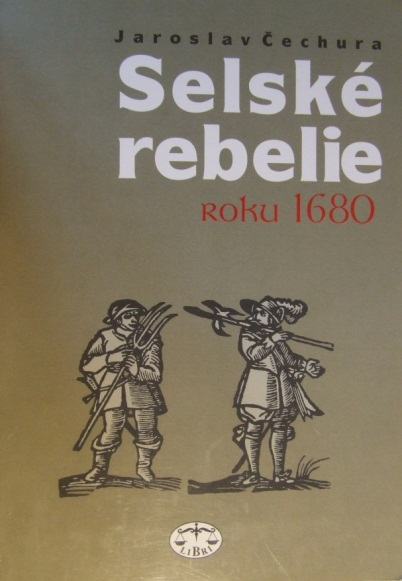 Jaroslav Čechura
Selské
rebelie
roku 1680
LIBRI